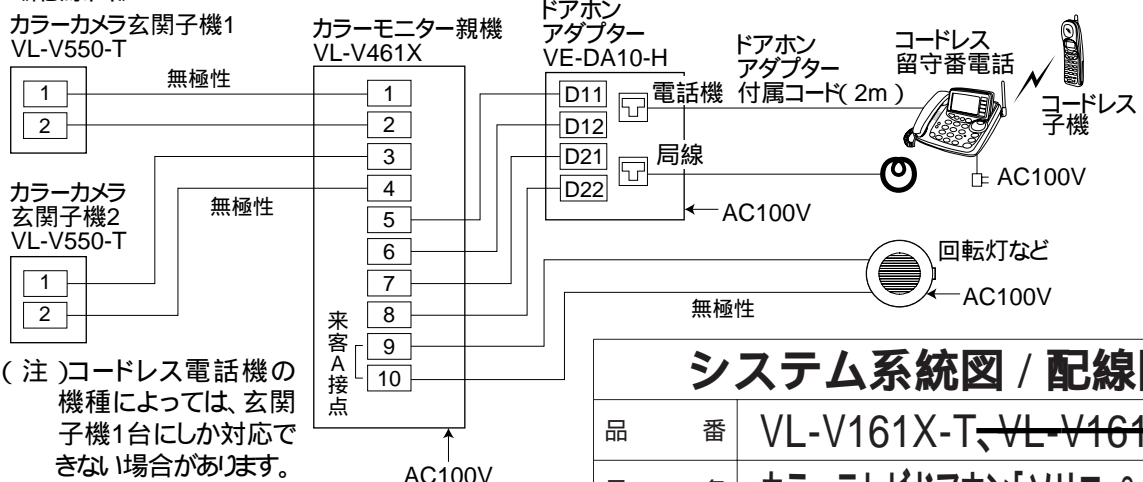 カラーカメラ玄関子機1
VL-V550-T
1
2
無極性
カラーカメラ
玄関子機2
VL-V550-T
1
2
無極性
(注)コードレス電話機の
機種によっては、玄関
子機1台にしか対応で
きない場合があります。
カラーモニター親機
VL-V461X
1
2
3
4
5
6
7
8
9
10
来客A接点
AC100V
ドアホン
アダプター
VE-DA10-H
D11
D12
D21
D22
電話機
局線
AC100V
ドアホン
アダプター
付属コード(2m)
コードレス
留守番電話
コードレス
子機
AC100V
回転灯など
AC100V
無極性
システム系統図/配線
品番 VL-V161X-T、VL-V161